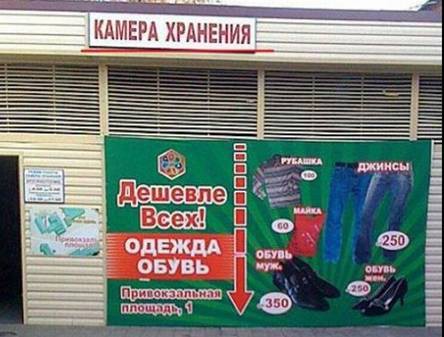 КАМЕРА ХРАНЕНИЯ
Дешевле
Всех!
ОДЕЖДА
ОБУВЬ
Привокзальная
площадь, 1
РУБАШКА
100
ДЖИНСЫ
250
МАЙКА
60
ОБУВЬ
муж.
350
ОБУВЬ
жен.
250
Привокзальн
площадь